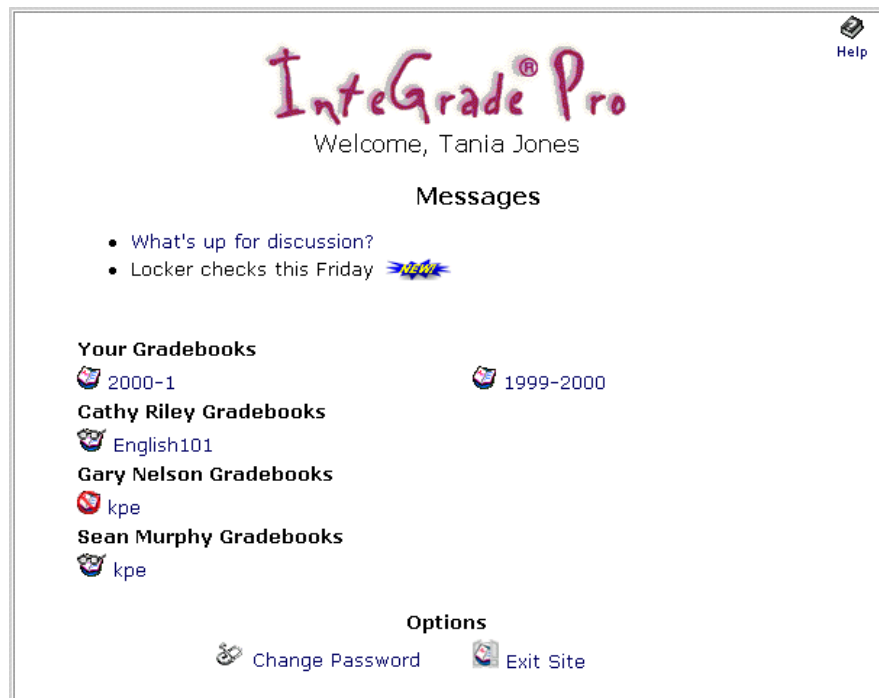 Help
InteGrade® Pro
Welcome, Tania Jones
Messages
• What's up for discussion?
• Locker checks this Friday NEW!
Your Gradebooks
2000-1 1999-2000
Cathy Riley Gradebooks
English101
Gary Nelson Gradebooks
kpe
Sean Murphy Gradebooks
kpe
Options
Change Password Exit Site